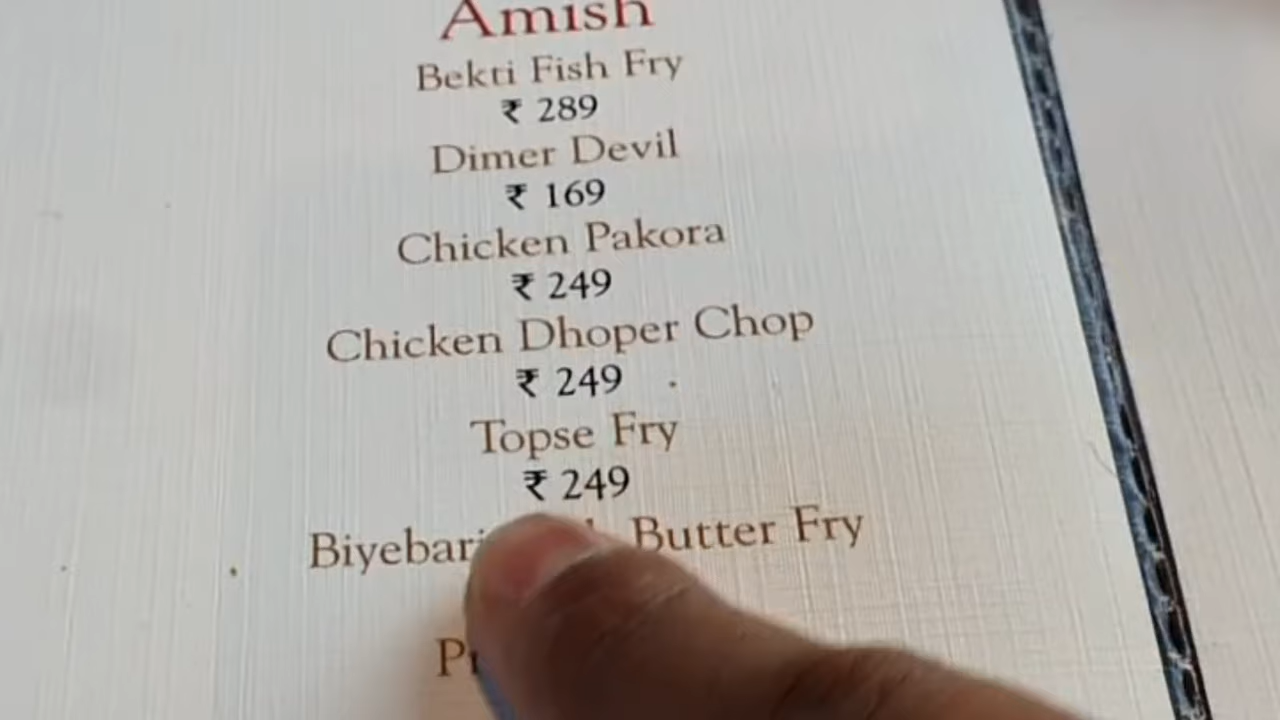 Amish
Bekti Fish Fry
₹ 289
Dimer Devil
₹ 169
Chicken Pakora
₹ 249
Chicken Dhoper Chop
₹ 249
Topse Fry
₹ 249
Biyebari Butter Fry